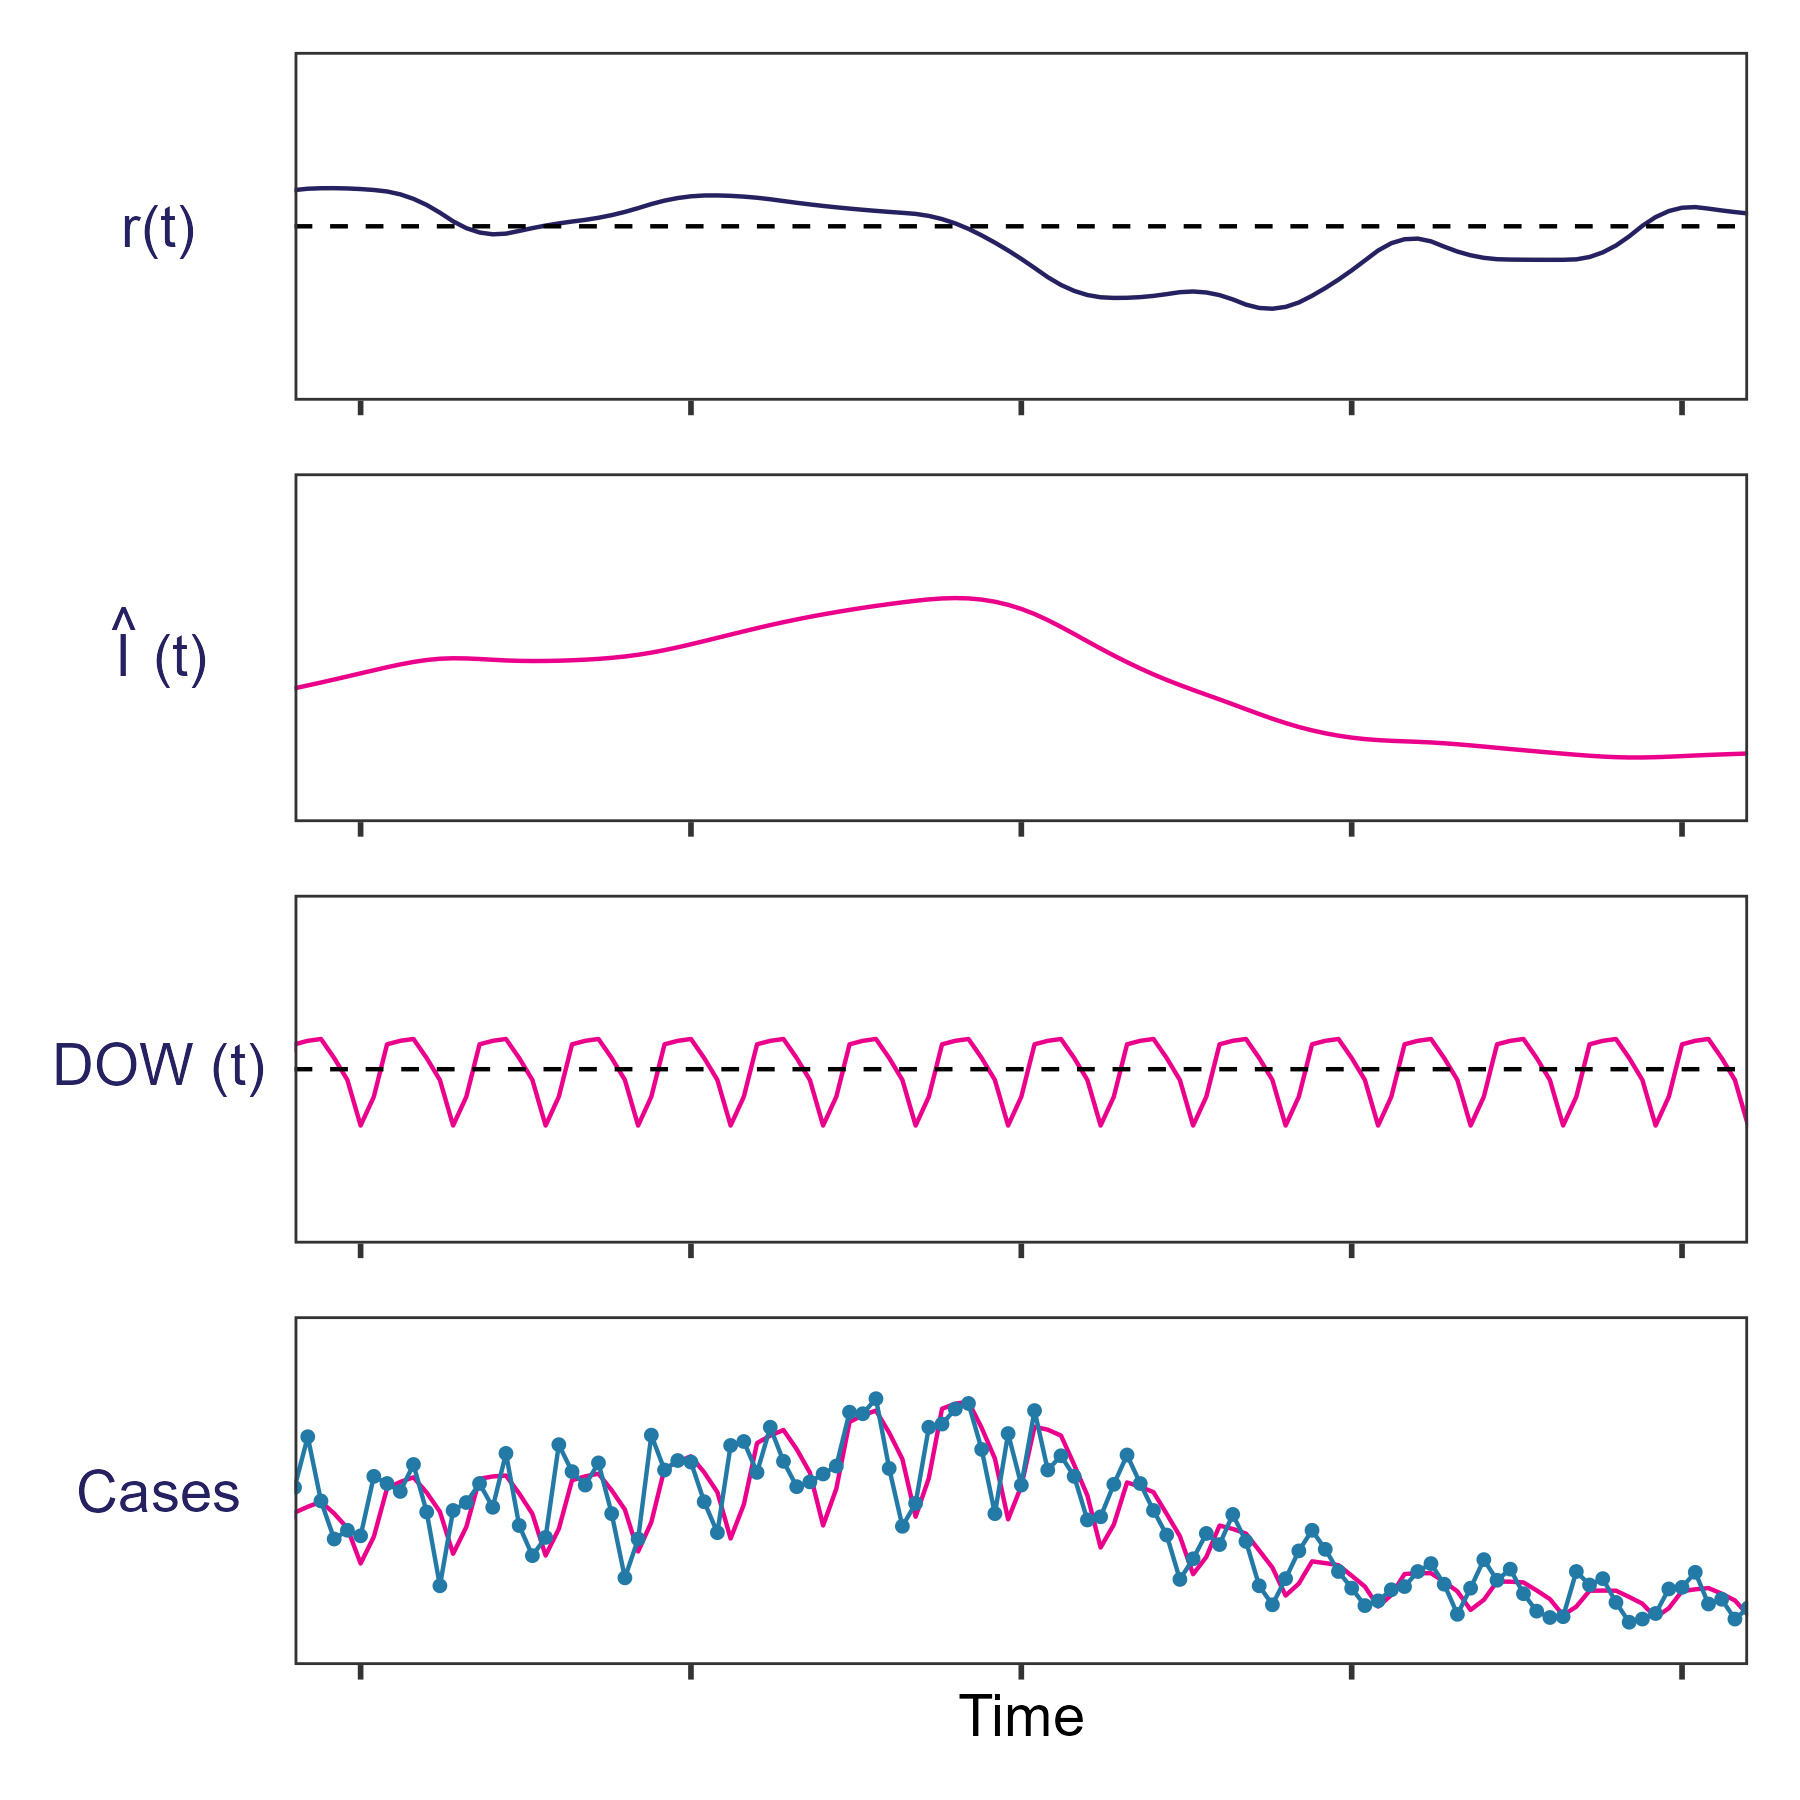 r(t)
Î (t)
DOW (t)
Cases
Time